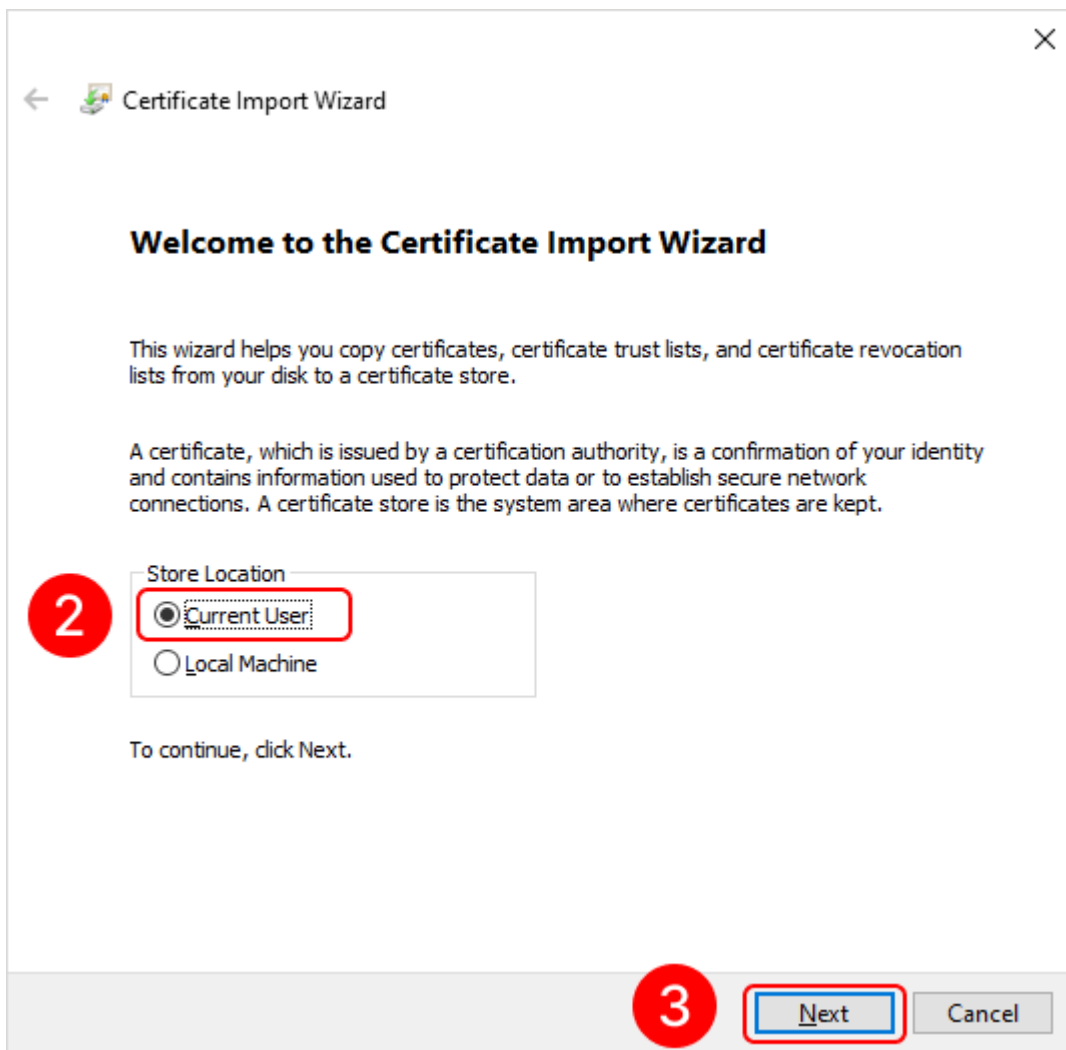 Certificate Import Wizard
Welcome to the Certificate Import Wizard
This wizard helps you copy certificates, certificate trust lists, and certificate revocation
lists from your disk to a certificate store.
A certificate, which is issued by a certification authority, is a confirmation of your identity
and contains information used to protect data or to establish secure network
connections. A certificate store is the system area where certificates are kept.
Store Location
2
Current User
Local Machine
To continue, click Next.
3
Next
Cancel